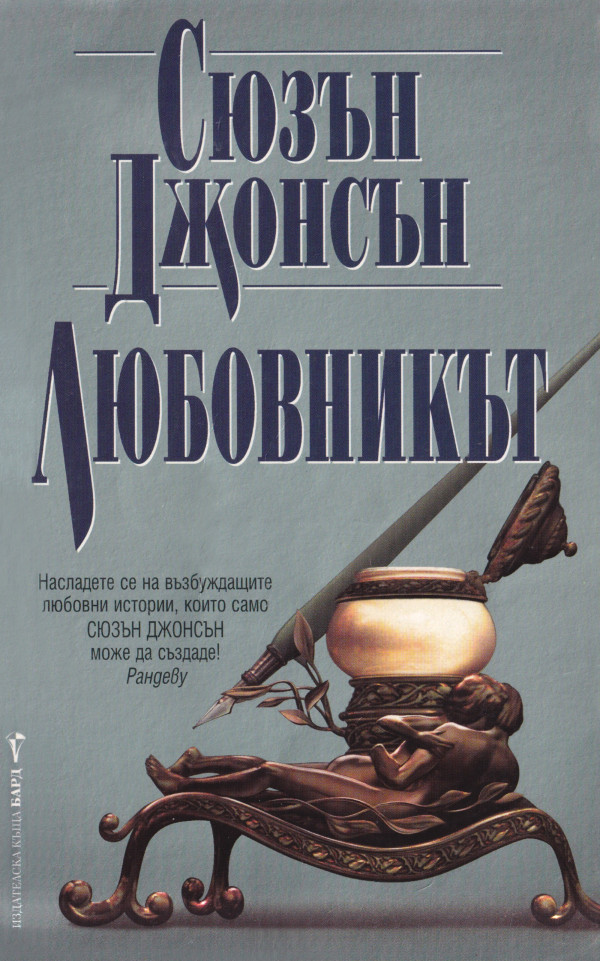 СЮЗЪН
ДЖОНСЪН
ЛЮБОВНИКЪТ
Насладете се на възбуждащите
любовни истории, които само
СЮЗЪН ДЖОНСЪН
може да създаде!
Рандеву
ИЗДАТЕЛСКА КЪЩА БАРД